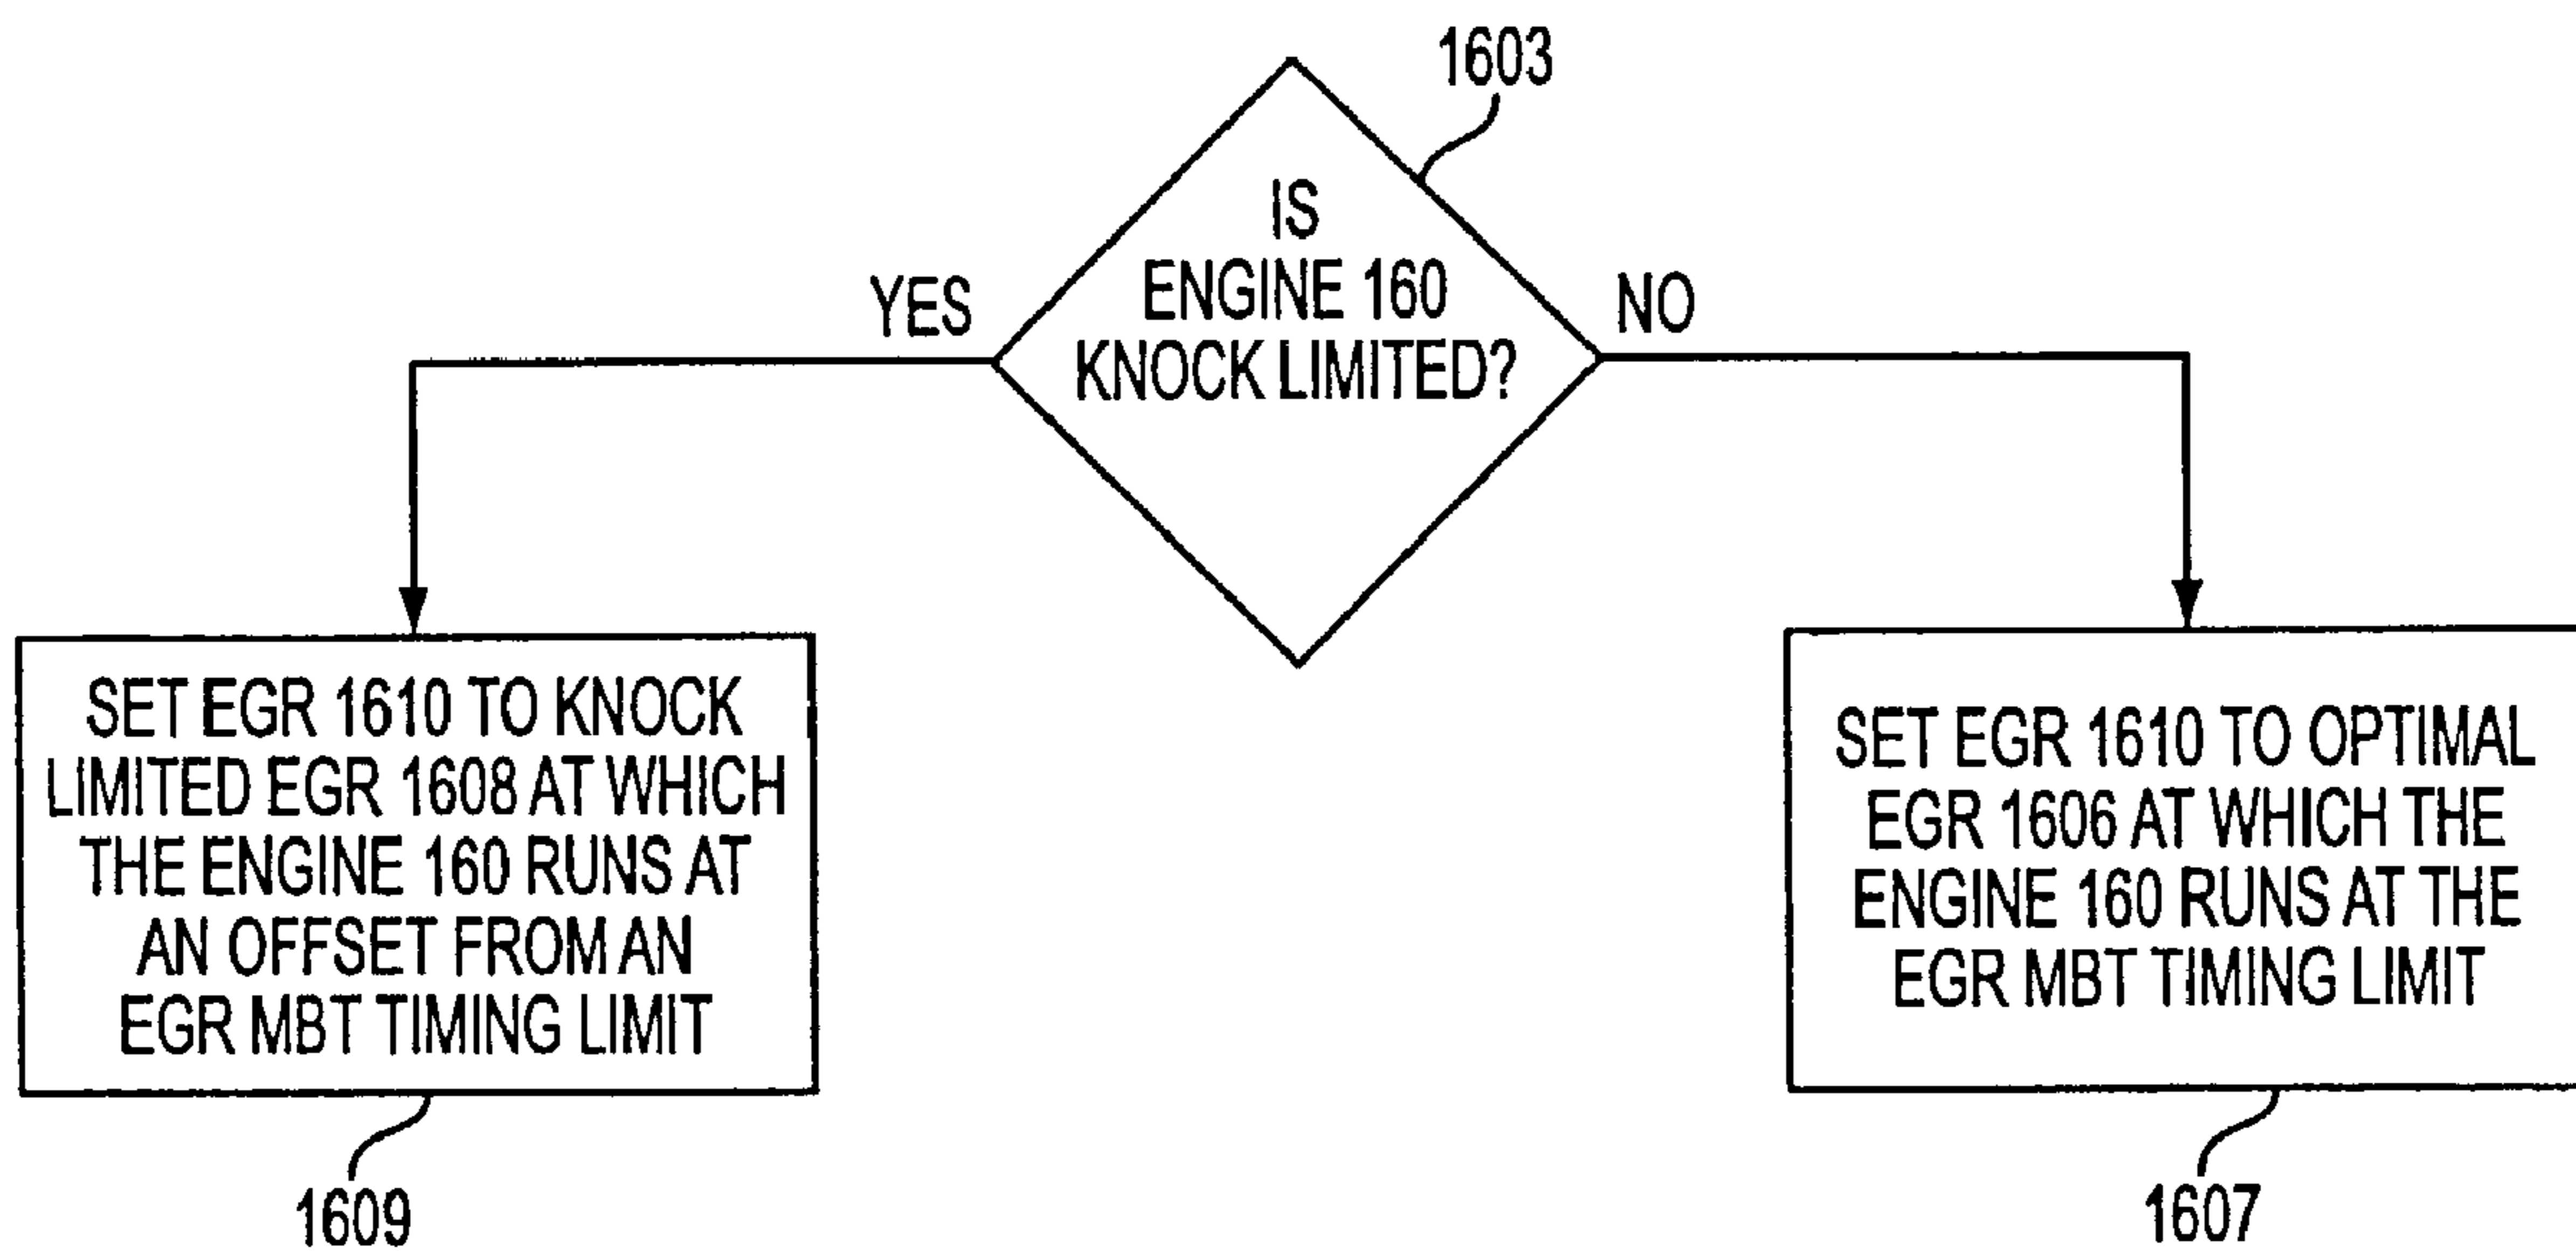 1603
IS
ENGINE 160
KNOCK LIMITED?
YES
NO
SET EGR 1610 TO KNOCK
LIMITED EGR 1608 AT WHICH
THE ENGINE 160 RUNS AT
AN OFFSET FROM AN
EGR MBT TIMING LIMIT
1609
SET EGR 1610 TO OPTIMAL
EGR 1606 AT WHICH THE
ENGINE 160 RUNS AT THE
EGR MBT TIMING LIMIT
1607